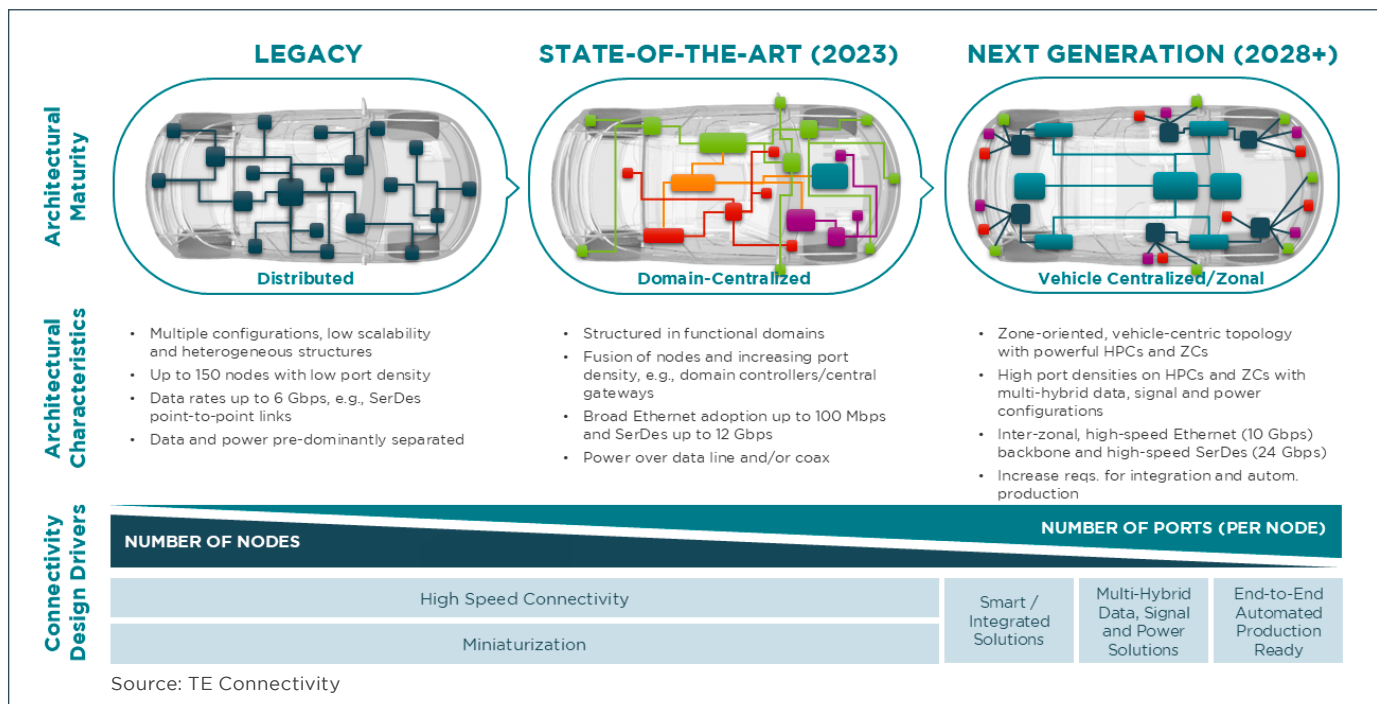 LEGACY
STATE-OF-THE-ART (2023)
NEXT GENERATION (2028+)
Architectural
Maturity
Distributed
Domain-Centralized
Vehicle Centralized/Zonal
Architectural
Characteristics
• Multiple configurations, low scalability
and heterogeneous structures
• Up to 150 nodes with low port density
• Data rates up to 6 Gbps, e.g., SerDes
point-to-point links
• Data and power pre-dominantly separated
• Structured in functional domains
• Fusion of nodes and increasing port
density, e.g., domain controllers/central
gateways
• Broad Ethernet adoption up to 100 Mbps
and SerDes up to 12 Gbps
• Power over data line and/or coax
• Zone-oriented, vehicle-centric topology
with powerful HPCs and ZCs
• High port densities on HPCs and ZCs with
multi-hybrid data, signal and power
configurations
• Inter-zonal, high-speed Ethernet (10 Gbps)
backbone and high-speed SerDes (24 Gbps)
• Increase reqs. for integration and autom.
production
Connectivity
Design Drivers
NUMBER OF NODES
NUMBER OF PORTS (PER NODE)
High Speed Connectivity
Miniaturization
Smart /
Integrated
Solutions
Multi-Hybrid
Data, Signal
and Power
Solutions
End-to-End
Automated
Production
Ready
Source: TE Connectivity